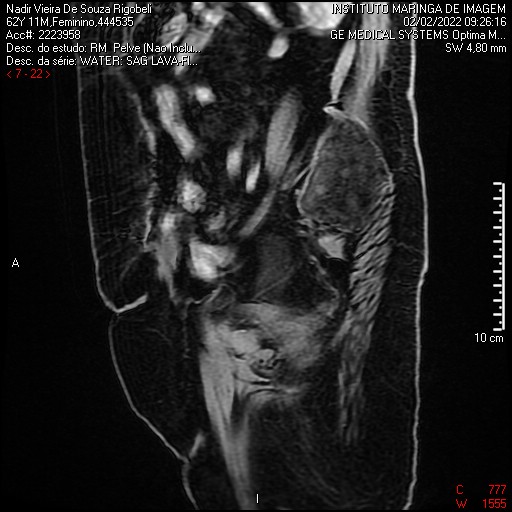 Nadir Vieira De Souza Rigobeli
62Y 11M,Feminino,444535
Acc#: 2223958
Desc. do estudo: RM Pelve (Nao Inclu...
Desc. da série: WATER: SAG LAVA-Fl...
< 7 - 22 >
INSTITUTO MARINGA DE IMAGEM
02/02/2022 09:26:16
GE MEDICAL SYSTEMS Optima M...
SW 4,80 mm
A
10 cm
I
C 777
W 1555